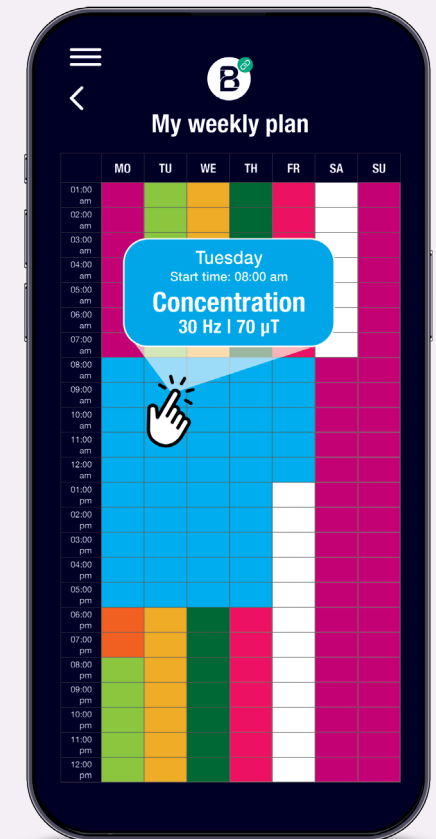 B
My weekly plan
MO TU WE TH FR SA SU
01:00
am
02:00
am
03:00
am
04:00
am
05:00
am
06:00
am
07:00
am
08:00
am
09:00
am
10:00
am
11:00
am
12:00
am
01:00
pm
02:00
pm
03:00
pm
04:00
pm
05:00
pm
06:00
pm
07:00
pm
08:00
pm
09:00
pm
10:00
pm
11:00
pm
12:00
pm
Tuesday
Start time: 08:00 am
Concentration
30 Hz | 70 µT